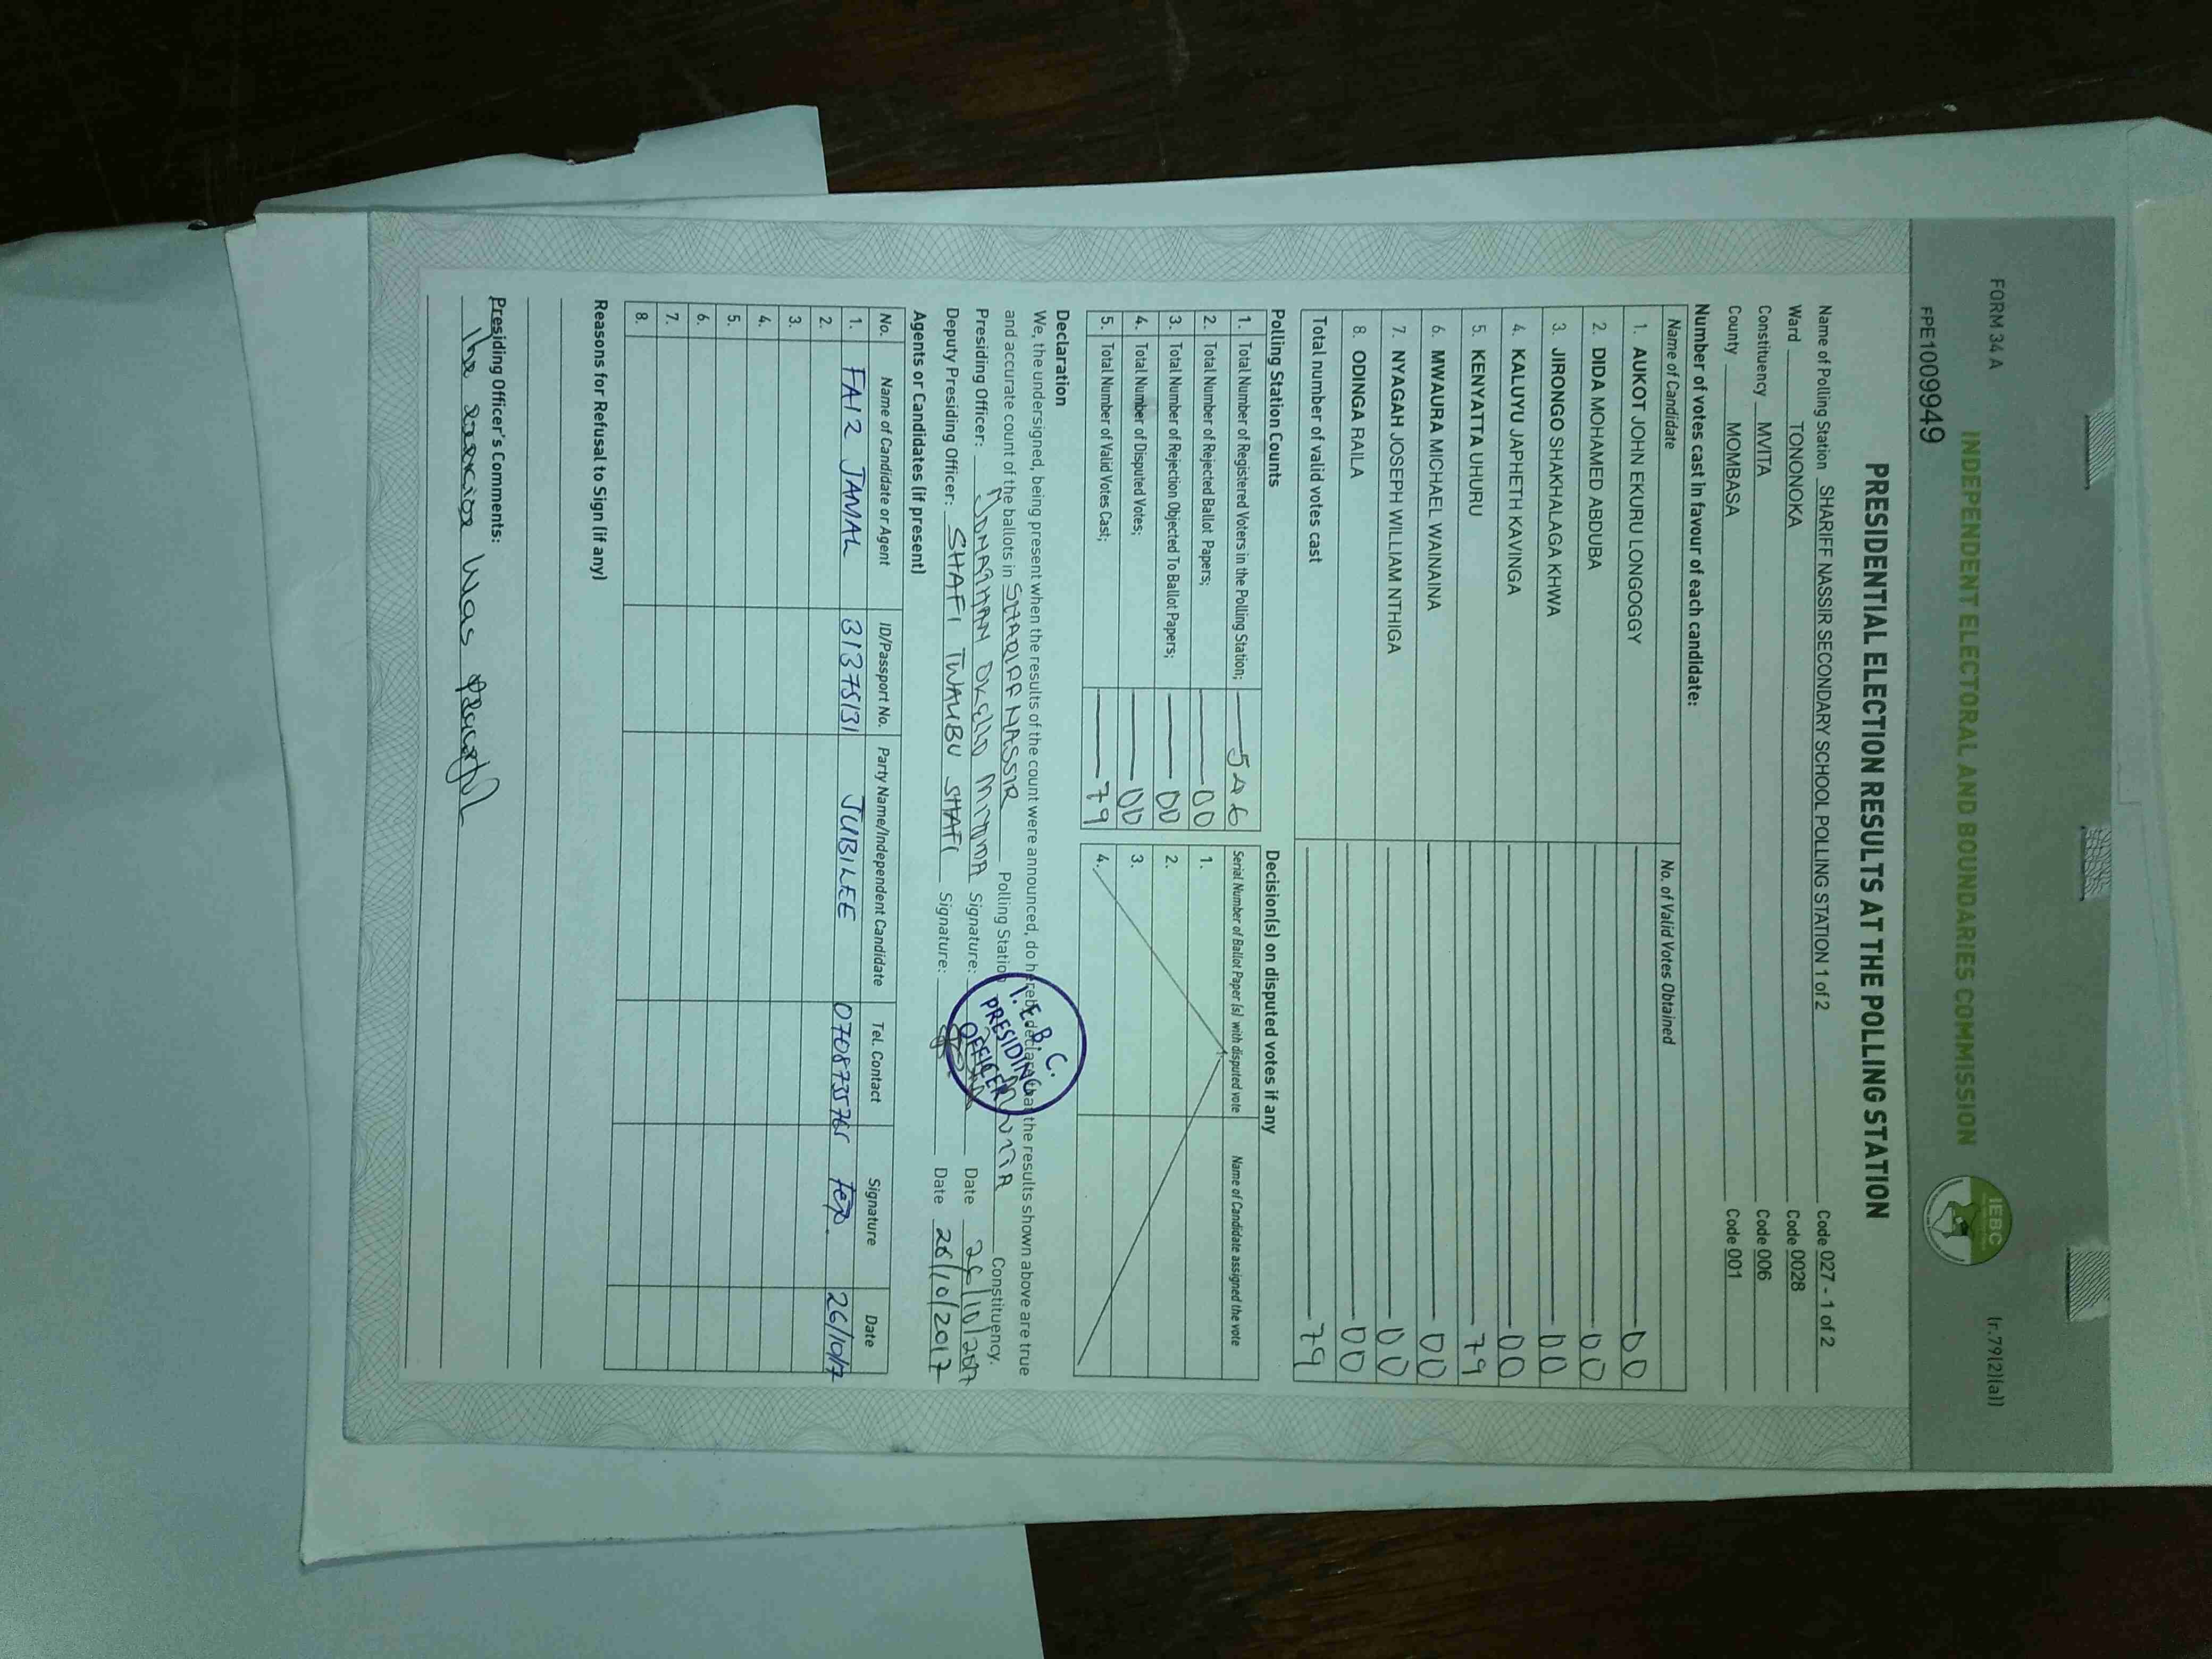 FORM 34 A
(r.79(2)(a))
INDEPENDENT ELECTORAL AND BOUNDARIES COMMISSION
IEBC
FPE1009949
PRESIDENTIAL ELECTION RESULTS AT THE POLLING STATION
Name of Polling Station SHARIFF NASSIR SECONDARY SCHOOL POLLING STATION 1 of 2 Code 027 - 1 of 2
Ward TONONOKA Code 0028
Constituency MVITA Code 006
County MOMBASA Code 001
Number of votes cast in favour of each candidate:
Name of Candidate No. of Valid Votes Obtained
1. AUKOT JOHN EKURU LONGOGGY 00
2. DIDA MOHAMED ABDUBA 00
3. JIRONGO SHAKHALAGA KHWA 00
4. KALUYU JAPHETH KAVINGA 00
5. KENYATTA UHURU 79
6. MWAURA MICHAEL WAINAINA 00
7. NYAGAH JOSEPH WILLIAM NTHIGA 00
8. ODINGA RAILA 00
Total number of valid votes cast 79
Polling Station Counts
1. Total Number of Registered Voters in the Polling Station; 546
2. Total Number of Rejected Ballot Papers; 00
3. Total Number of Rejection Objected To Ballot Papers; 00
4. Total Number of Disputed Votes; 00
5. Total Number of Valid Votes Cast; 79
Decision(s) on disputed votes if any
Serial Number of Ballot Paper (s) with disputed vote Name of Candidate assigned the vote
1.
2.
3.
4.
Declaration
We, the undersigned, being present when the results of the count were announced, do hereby declare that the results shown above are true
and accurate count of the ballots in SHARIFF NASSIR Polling Station MVITA Constituency.
Presiding Officer: JONATHAN OKELLO Signature: Date 26/10/2017
Deputy Presiding Officer: SHAFI TWAHBU SHAFI Signature: Date 26/10/2017
I.E.B.C.
PRESIDING
OFFICER
Agents or Candidates (if present)
No. Name of Candidate or Agent ID/Passport No. Party Name/Independent Candidate Tel. Contact Signature Date
1. FAIZ JAMAL 31375131 JUBILEE 26/10/17
2.
3.
4.
5.
6.
7.
8.
Reasons for Refusal to Sign (if any)
Presiding Officer's Comments:
The exercise was peaceful